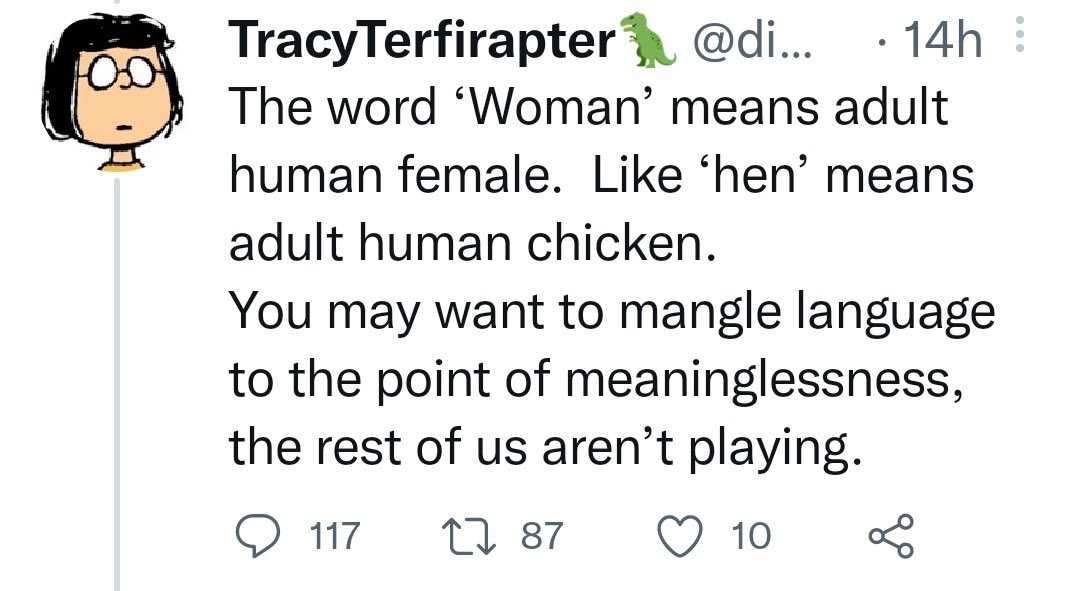 TracyTerfirapter🦖 @di... · 14h
The word ‘Woman’ means adult
human female.  Like ‘hen’ means
adult human chicken.
You may want to mangle language
to the point of meaninglessness,
the rest of us aren’t playing.
117 87 10